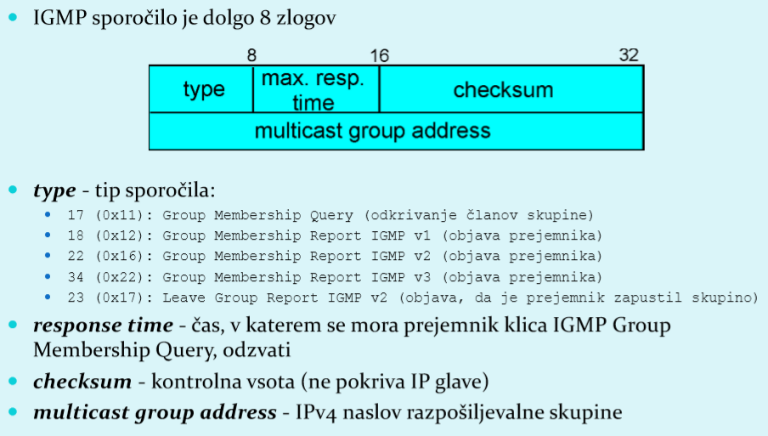 IGMP sporočilo je dolgo 8 zlogov
8 16 32
type max. resp. time checksum
multicast group address
type - tip sporočila:
17 (0x11): Group Membership Query (odkrivanje članov skupine)
18 (0x12): Group Membership Report IGMP v1 (objava prejemnika)
22 (0x16): Group Membership Report IGMP v2 (objava prejemnika)
34 (0x22): Group Membership Report IGMP v3 (objava prejemnika)
23 (0x17): Leave Group Report IGMP v2 (objava, da je prejemnik zapustil skupino)
response time - čas, v katerem se mora prejemnik klica IGMP Group
Membership Query, odzvati
checksum - kontrolna vsota (ne pokriva IP glave)
multicast group address - IPv4 naslov razpošiljevalne skupine